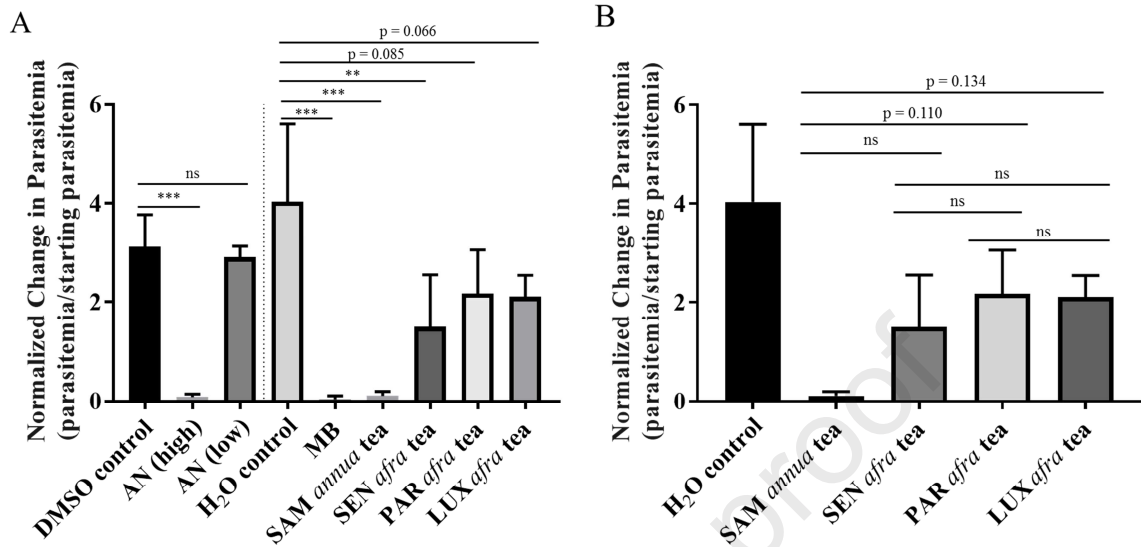 A
p = 0.066
p = 0.085
**
***
***
ns
***
Normalized Change in Parasitemia
(parasitemia/starting parasitemia)
6
4
2
0
DMSO control
AN (high)
AN (low)
H₂O control
MB
SAM annua tea
SEN afra tea
PAR afra tea
LUX afra tea
B
p = 0.134
p = 0.110
ns
ns
ns
ns
Normalized Change in Parasitemia
(parasitemia/starting parasitemia)
6
4
2
0
H₂O control
SAM annua tea
SEN afra tea
PAR afra tea
LUX afra tea
proof